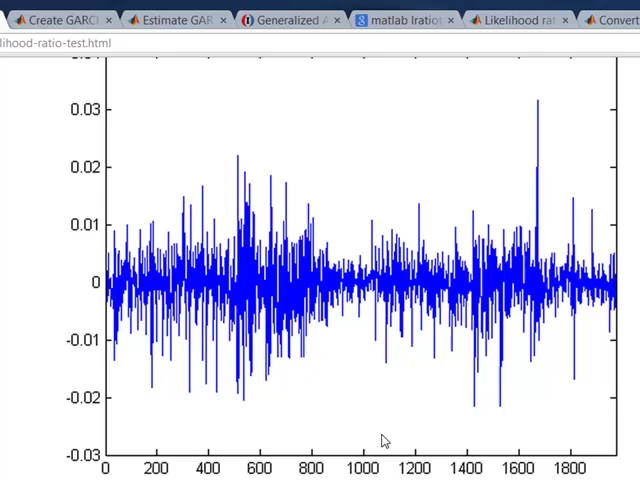 Create GARC
Estimate GAR
Generalized A
matlab lratio
Likelihood rat
Convert
lihood-ratio-test.html
0.03
0.02
0.01
0
-0.01
-0.02
-0.03
0 200 400 600 800 1000 1200 1400 1600 1800